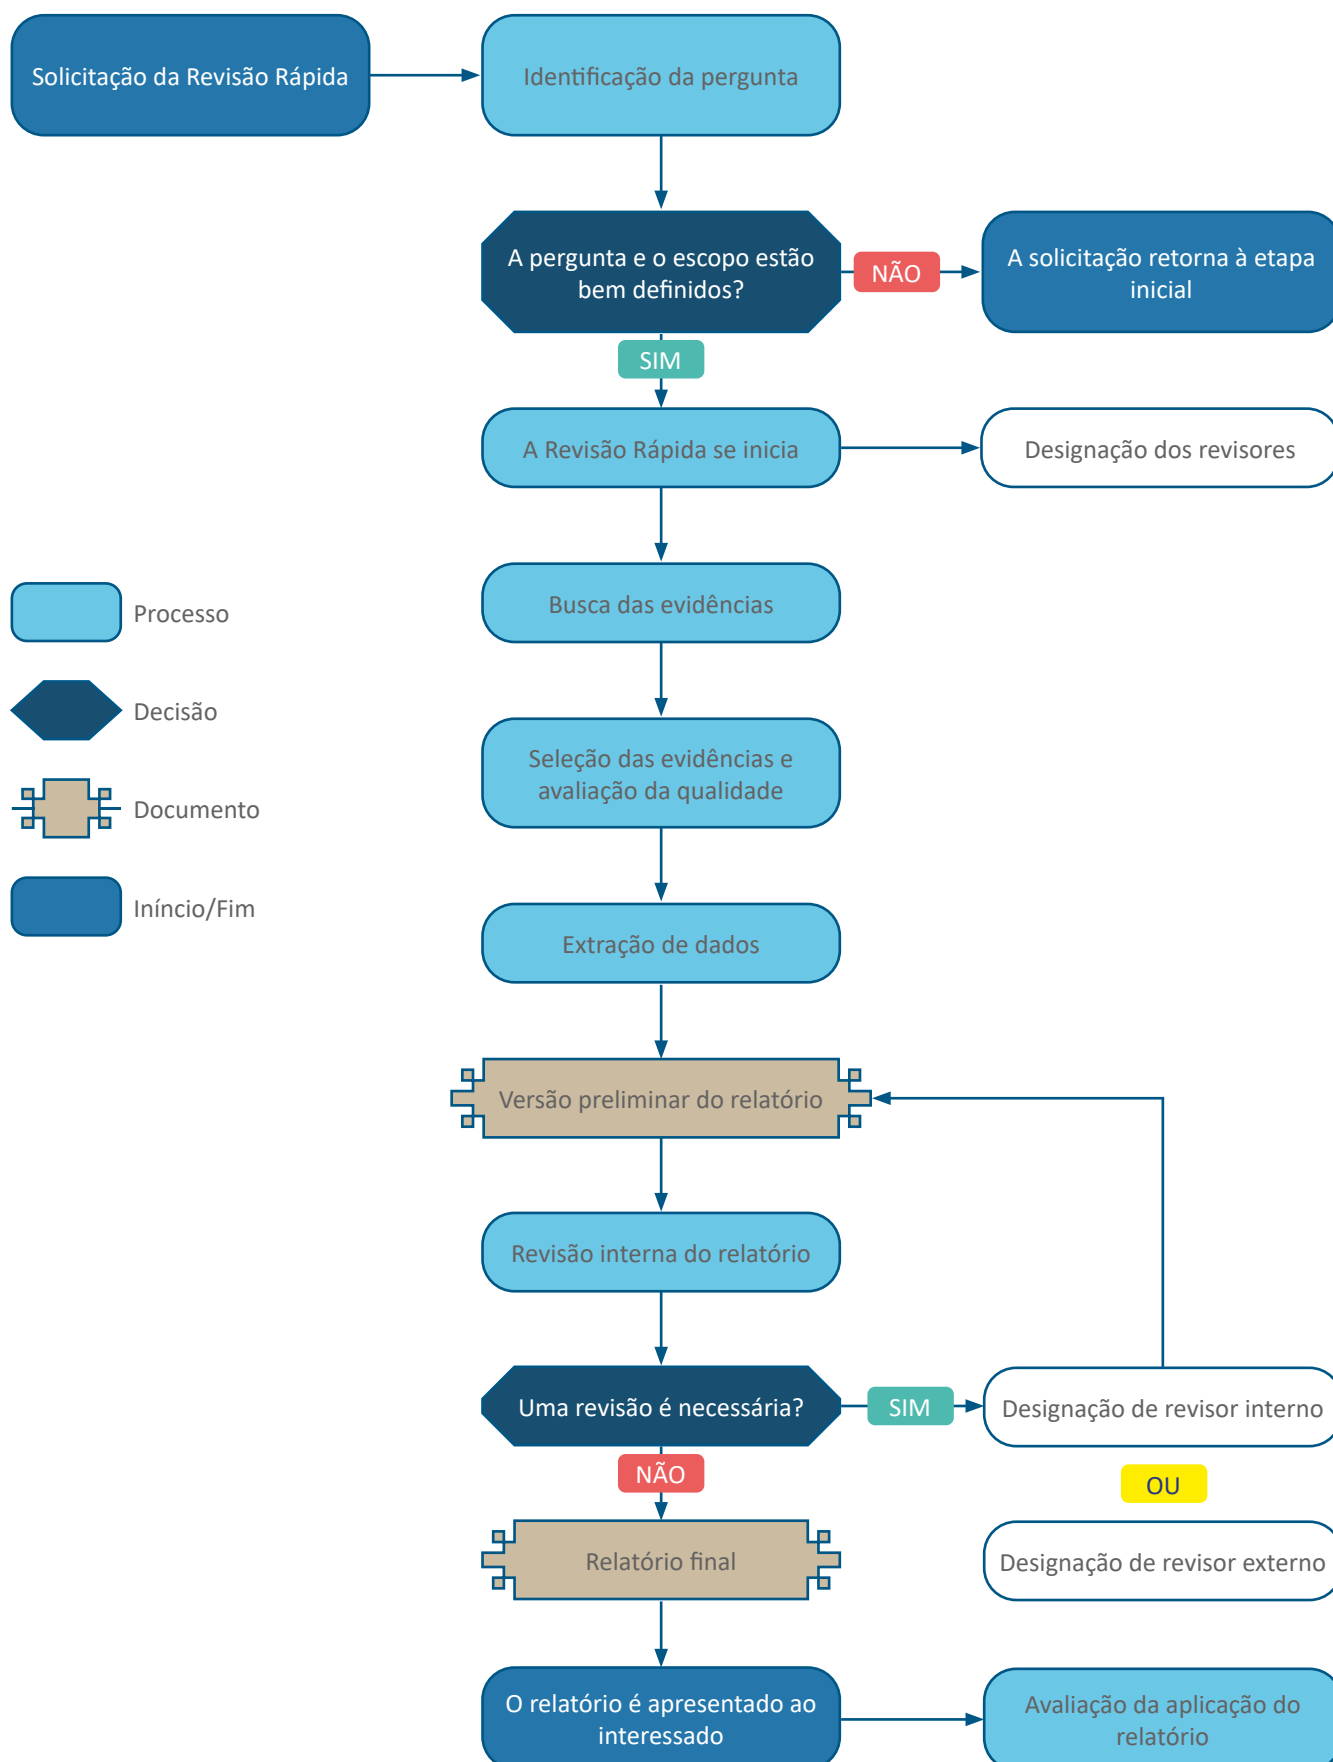 Solicitação da Revisão Rápida
Identificação da pergunta
A pergunta e o escopo estão
bem definidos?
NÃO
A solicitação retorna à etapa
inicial
SIM
A Revisão Rápida se inicia
Designação dos revisores
Busca das evidências
Processo
Decisão
Documento
Iníncio/Fim
Seleção das evidências e
avaliação da qualidade
Extração de dados
Versão preliminar do relatório
Revisão interna do relatório
Uma revisão é necessária?
SIM
Designação de revisor interno
NÃO
OU
Relatório final
Designação de revisor externo
O relatório é apresentado ao
interessado
Avaliação da aplicação do
relatório